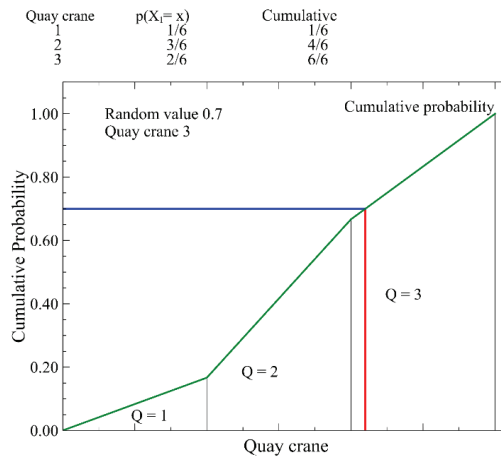 Quay crane p(X₁= x) Cumulative
1 1/6 1/6
2 3/6 4/6
3 2/6 6/6
Random value 0.7
Quay crane 3
Cumulative probability
1.00
0.80
0.60
0.40
0.20
0.00
Cumulative Probability
Q = 1
Q = 2
Q = 3
Quay crane